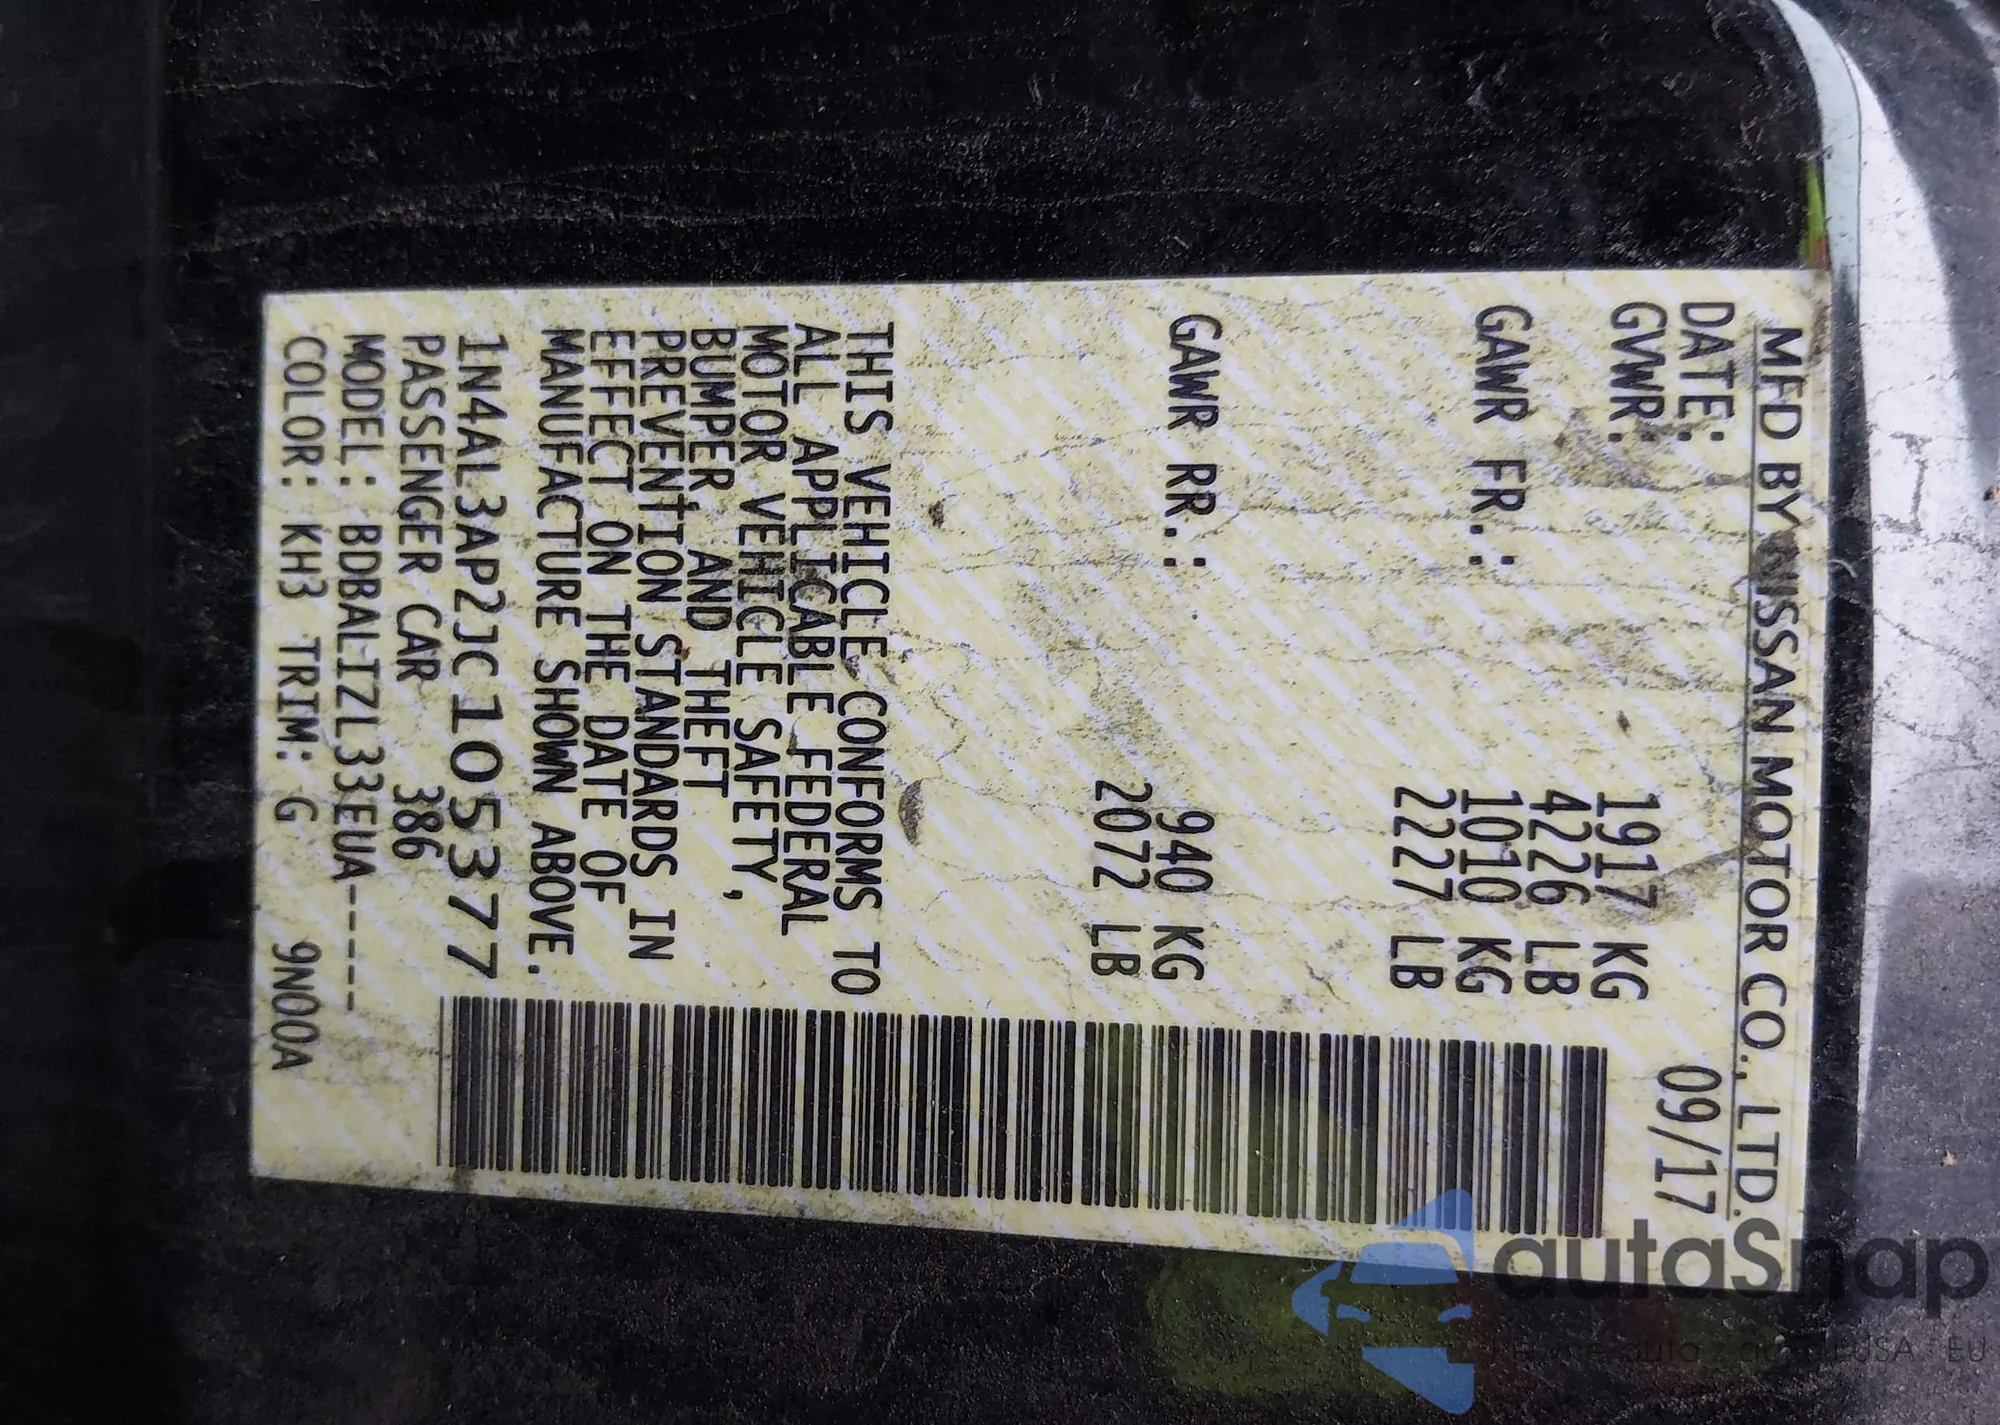 MFD BY NISSAN MOTOR CO., LTD.
DATE: 09/17
GVWR: 1917 KG
4226 LB
GAWR FR.: 1010 KG
2227 LB
GAWR RR.: 940 KG
2072 LB
THIS VEHICLE CONFORMS TO
ALL APPLICABLE FEDERAL
MOTOR VEHICLE SAFETY,
BUMPER, AND THEFT
PREVENTION STANDARDS IN
EFFECT ON THE DATE OF
MANUFACTURE SHOWN ABOVE.
1N4AL3AP2JC105377
PASSENGER CAR 386
MODEL: BDBALIZL33EUA-----
COLOR: KH3 TRIM: G 9N00A
autaSnap
USA EU